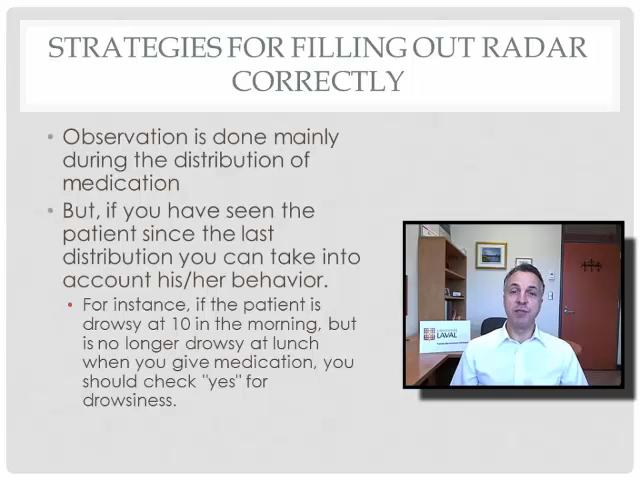 STRATEGIES FOR FILLING OUT RADAR
CORRECTLY
• Observation is done mainly
during the distribution of
medication
• But, if you have seen the
patient since the last
distribution you can take into
account his/her behavior.
• For instance, if the patient is
drowsy at 10 in the morning, but
is no longer drowsy at lunch
when you give medication, you
should check "yes" for
drowsiness.
LAVAL